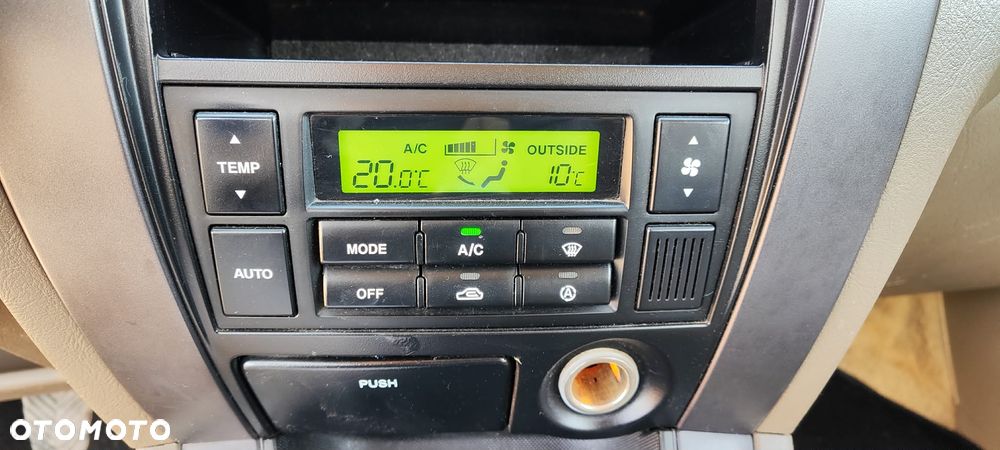 A/C OUTSIDE
20.0°C 10°C
TEMP
MODE A/C
AUTO
OFF A
PUSH
OTOMOTO